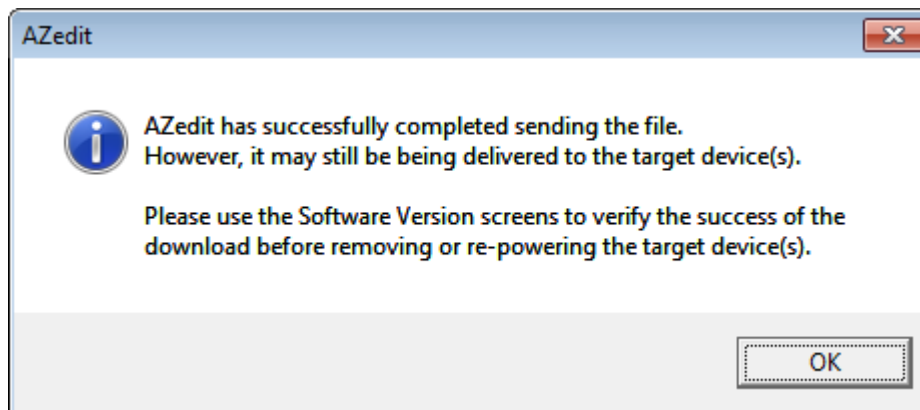 AZedit
AZedit has successfully completed sending the file.
However, it may still be being delivered to the target device(s).
Please use the Software Version screens to verify the success of the
download before removing or re-powering the target device(s).
OK